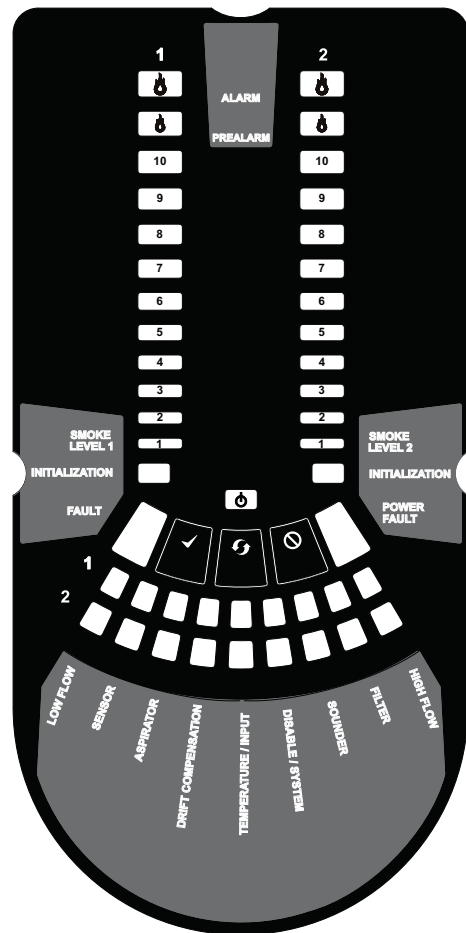 1 2
ALARM
PREALARM
10 10
9 9
8 8
7 7
6 6
5 5
4 4
3 3
2 2
1 1
SMOKE
LEVEL 1
SMOKE
LEVEL 2
INITIALIZATION
INITIALIZATION
FAULT
POWER
FAULT
1
2
LOW FLOW
SENSOR
ASPIRATOR
DRIFT COMPENSATION
TEMPERATURE / INPUT
DISABLE / SYSTEM
SOUNDER
FILTER
HIGH FLOW